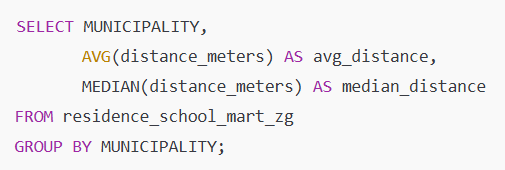 SELECT MUNICIPALITY,
       AVG(distance_meters) AS avg_distance,
       MEDIAN(distance_meters) AS median_distance
FROM residence_school_mart_zg
GROUP BY MUNICIPALITY;